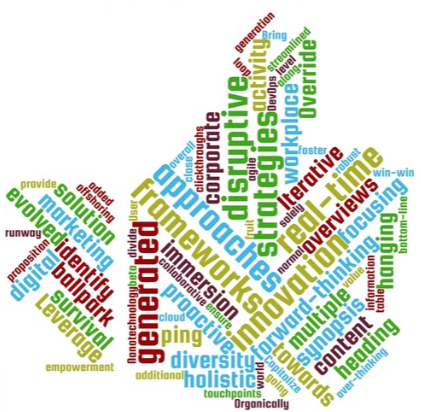 generation
Bring
loop
streamlined
activity
along
level
DevOps
Override
disruptive
strategies
workplace
corporate
clickthroughs
overall
close
agile
fruit
foster
solely
Iterative
robust
real-time
overviews
normal
win-win
focusing
bottom-line
hanging
approaches
frameworks
innovation
forward-thinking
value
information
table
provide
added
offshoring
solution
evolved
marketing
runway
proposition
digital
identify
ballpark
survival
Leverage
empowerment
User
divide
beta
Nanotechnology
generated
immersion
collaborative
ensure
proactive
cloud
ping
diversity
additional
holistic
touchpoints
Organically
world
going
Capitalize
towards
multiple
synopsis
content
heading
over-thinking